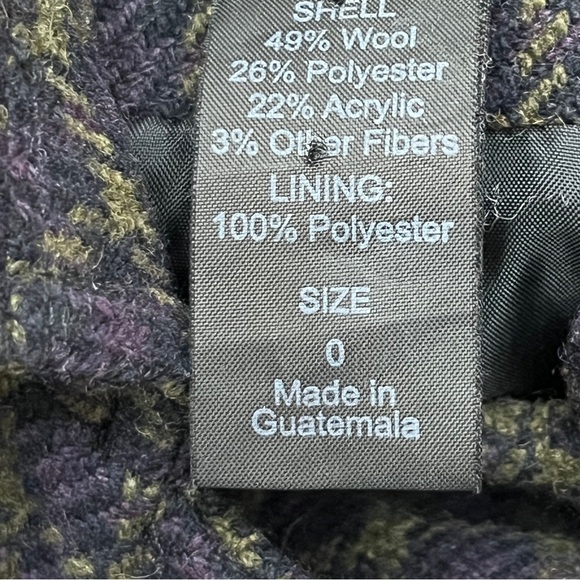 SHELL
49% Wool
26% Polyester
22% Acrylic
3% Other Fibers
LINING:
100% Polyester
SIZE
0
Made in
Guatemala